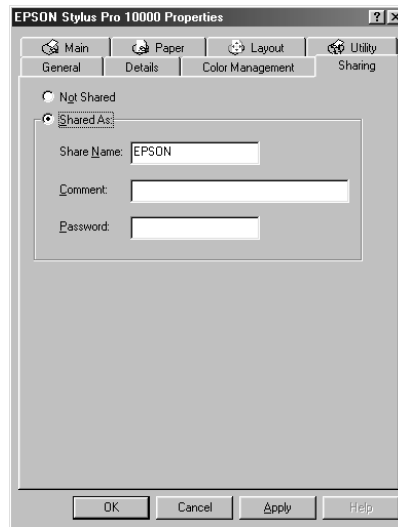 EPSON Stylus Pro 10000 Properties
Main Paper Layout Utility
General Details Color Management Sharing
Not Shared
Shared As:
Share Name: EPSON
Comment:
Password:
OK Cancel Apply Help